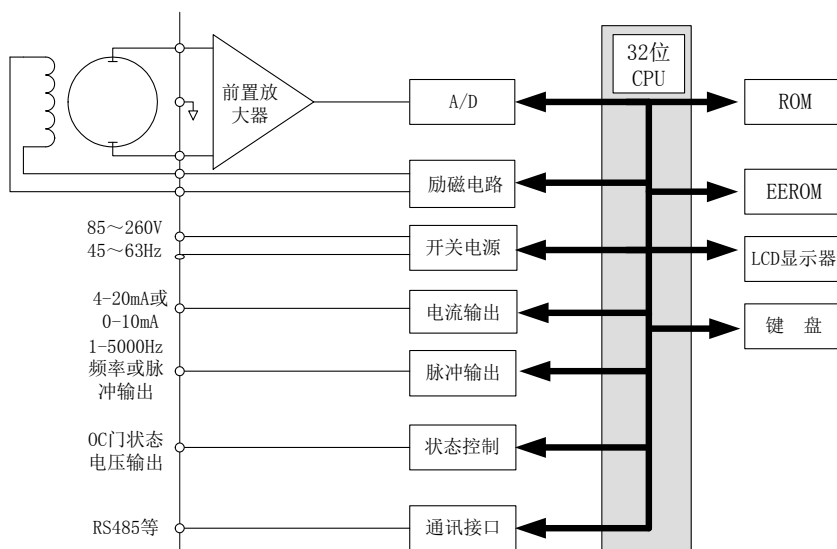 32位
CPU
前置放
大器
A/D
ROM
励磁电路
EEROM
85～260V
45～63Hz
开关电源
LCD显示器
4-20mA或
0-10mA
电流输出
键 盘
1-5000Hz
频率或脉
冲输出
脉冲输出
OC门状态
电压输出
状态控制
RS485等
通讯接口